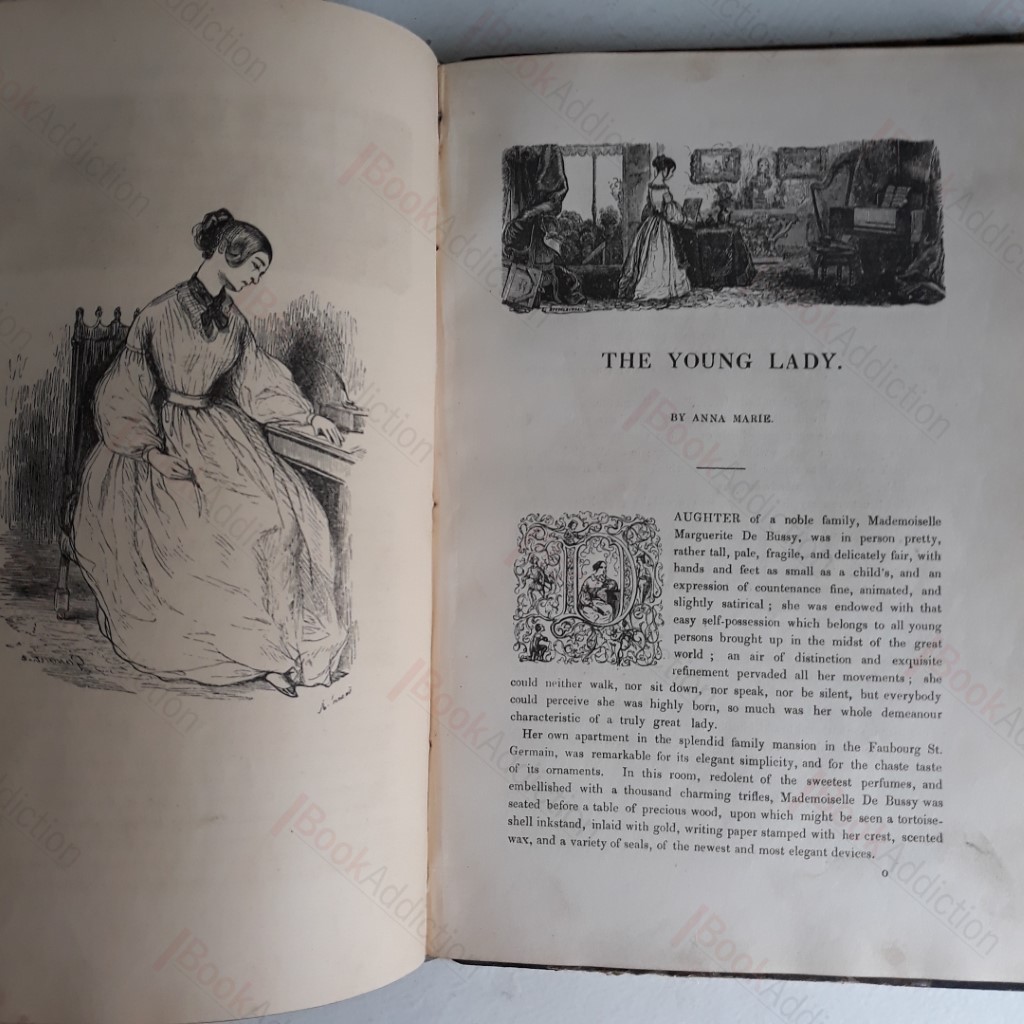 THE YOUNG LADY.
BY ANNA MARIE.
DAUGHTER of a noble family, Mademoiselle
Marguerite De Bussy, was in person pretty,
rather tall, pale, fragile, and delicately fair, with
hands and feet as small as a child's, and an
expression of countenance fine, animated, and
slightly satirical; she was endowed with that
easy self-possession which belongs to all young
persons brought up in the midst of the great
world; an air of distinction and exquisite
refinement pervaded all her movements; she
could neither walk, nor sit down, nor speak, nor be silent, but everybody
could perceive she was highly born, so much was her whole demeanour
characteristic of a truly great lady.
Her own apartment in the splendid family mansion in the Faubourg St.
Germain, was remarkable for its elegant simplicity, and for the chaste taste
of its ornaments. In this room, redolent of the sweetest perfumes, and
embellished with a thousand charming trifles, Mademoiselle De Bussy was
seated before a table of precious wood, upon which might be seen a tortoise-
shell inkstand, inlaid with gold, writing paper stamped with her crest, scented
wax, and a variety of seals, of the newest and most elegant devices.
O
BookAddiction